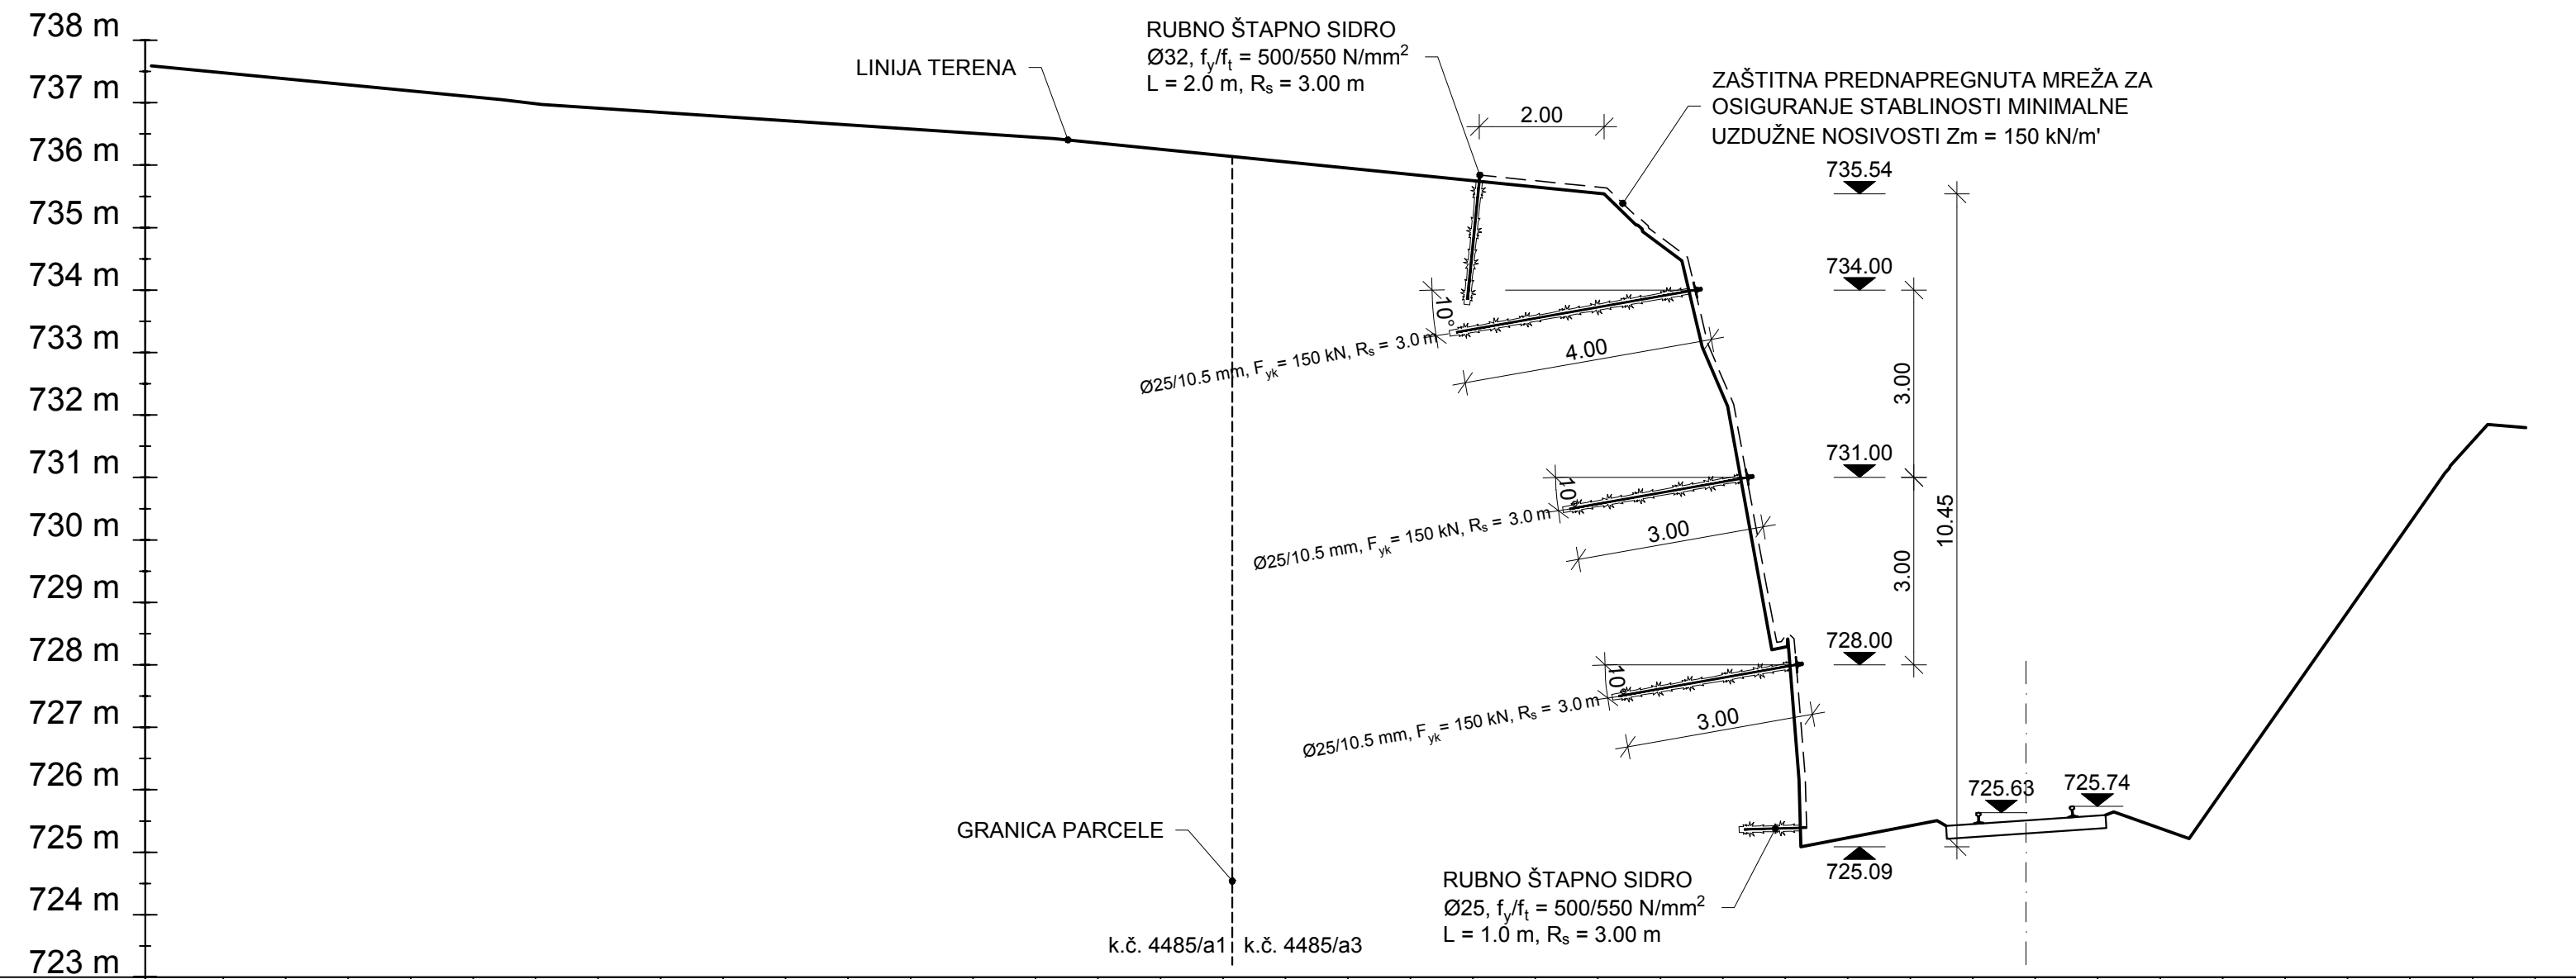 738 m
737 m
736 m
735 m
734 m
733 m
732 m
731 m
730 m
729 m
728 m
727 m
726 m
725 m
724 m
723 m
LINIJA TERENA
RUBNO ŠTAPNO SIDRO
Ø32, fy/ft = 500/550 N/mm²
L = 2.0 m, Rs = 3.00 m
2.00
ZAŠTITNA PREDNAPREGNUTA MREŽA ZA
OSIGURANJE STABLINOSTI MINIMALNE
UZDUŽNE NOSIVOSTI Zm = 150 kN/m'
735.54
734.00
10°
Ø25/10.5 mm, Fyk= 150 kN, Rs = 3.0 m
4.00
3.00
731.00
10°
Ø25/10.5 mm, Fyk= 150 kN, Rs = 3.0 m
3.00
10.45
3.00
728.00
10°
Ø25/10.5 mm, Fyk= 150 kN, Rs = 3.0 m
3.00
725.63
725.74
725.09
GRANICA PARCELE
RUBNO ŠTAPNO SIDRO
Ø25, fy/ft = 500/550 N/mm²
L = 1.0 m, Rs = 3.00 m
k.č. 4485/a1
k.č. 4485/a3